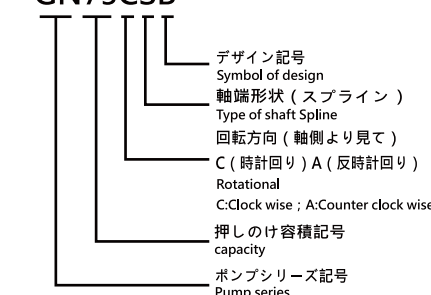 GN75CSB
デザイン記号
Symbol of design
軸端形状(スプライン)
Type of shaft Spline
回転方向(軸側より見て)
C(時計回り)A(反時計回り)
Rotational
C:Clock wise ; A:Counter clock wise
押しのけ容積記号
capacity
ポンプシリーズ記号
Pump series